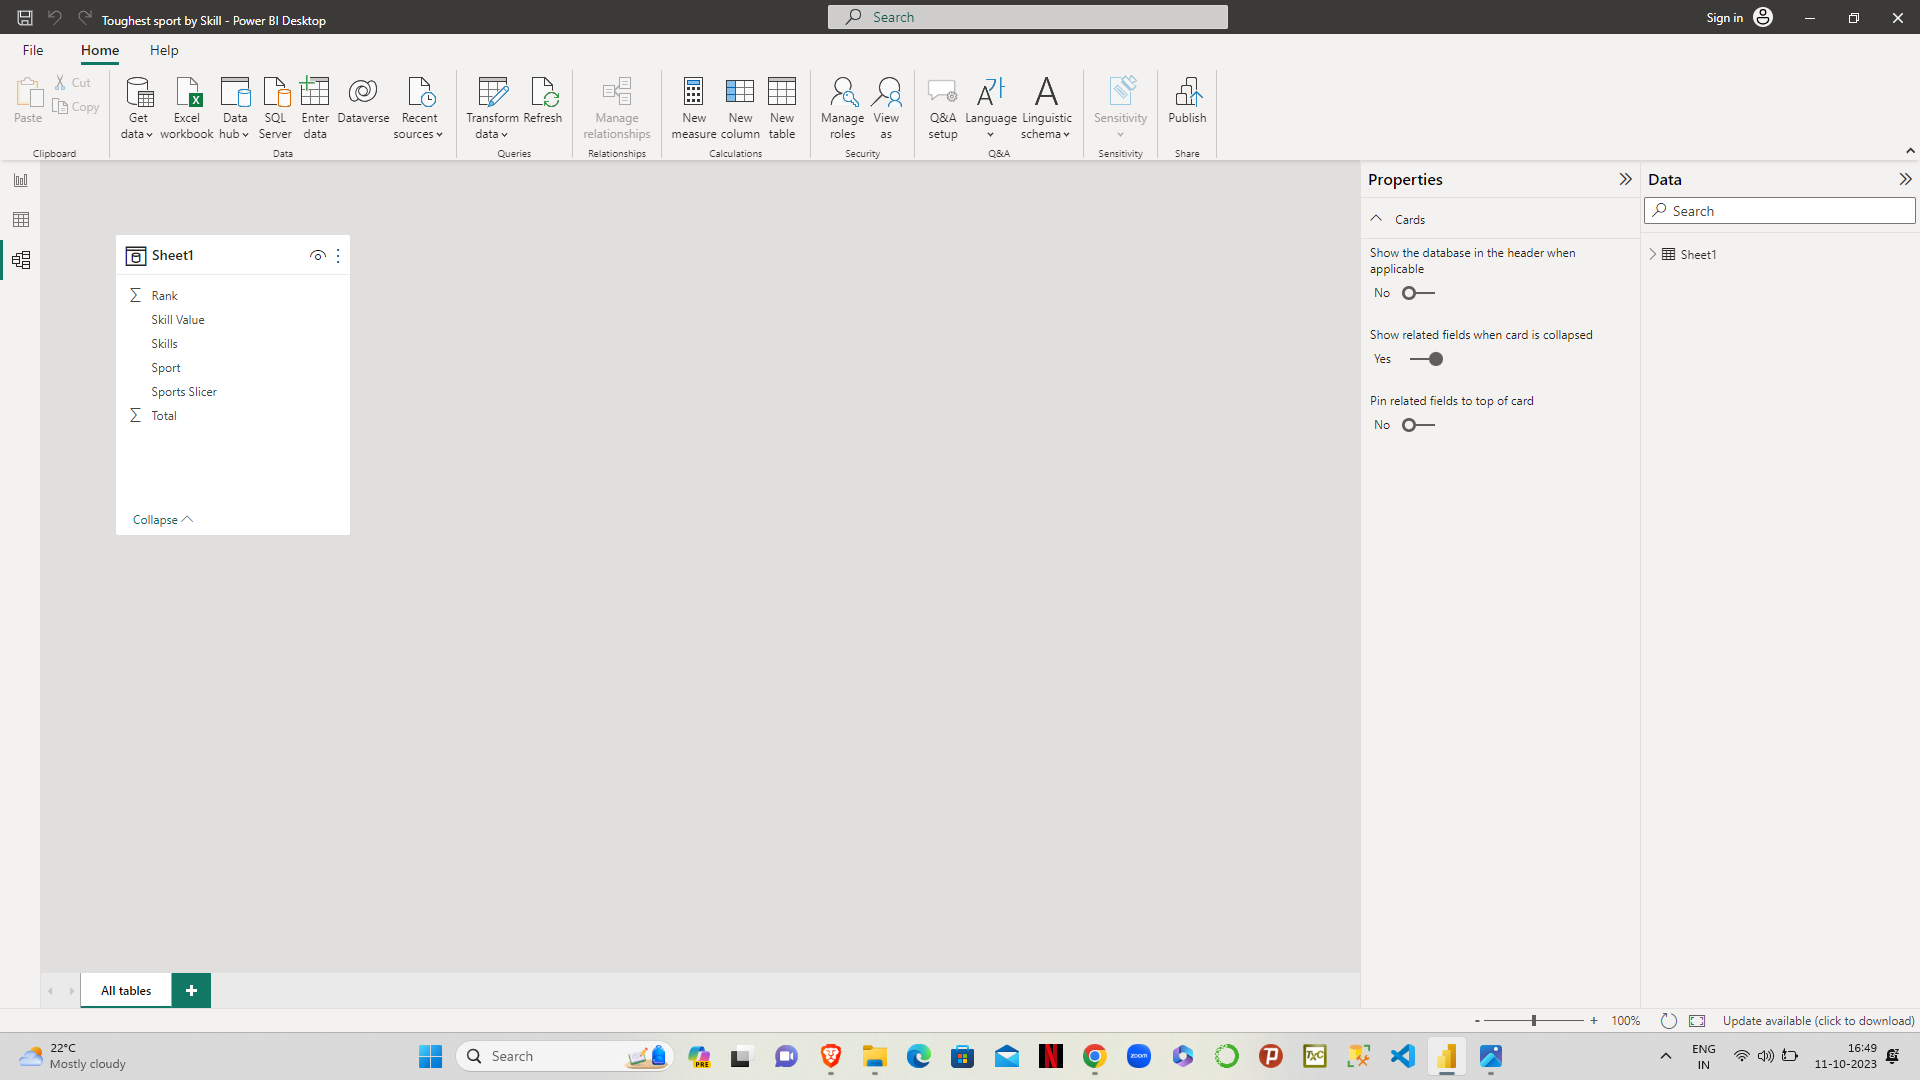 Toughest sport by Skill - Power BI Desktop
Search
Sign in
File
Home
Help
Paste
Cut
Copy
Clipboard
Get
data
Excel
workbook
Data
hub
SQL
Server
Enter
data
Dataverse
Recent
sources
Data
Transform
data
Refresh
Queries
Manage
relationships
Relationships
New
measure
New
column
New
table
Calculations
Manage
roles
View
as
Security
Q&A
setup
Language
Linguistic
schema
Q&A
Sensitivity
Sensitivity
Publish
Share
Sheet1
Rank
Skill Value
Skills
Sport
Sports Slicer
Total
Collapse
Properties
Cards
Show the database in the header when
applicable
No
Show related fields when card is collapsed
Yes
Pin related fields to top of card
No
Data
Search
Sheet1
All tables
+
- + 100%
Update available (click to download)
22°C
Mostly cloudy
Search
PRE
zoom
TXC
ENG
IN
16:49
11-10-2023